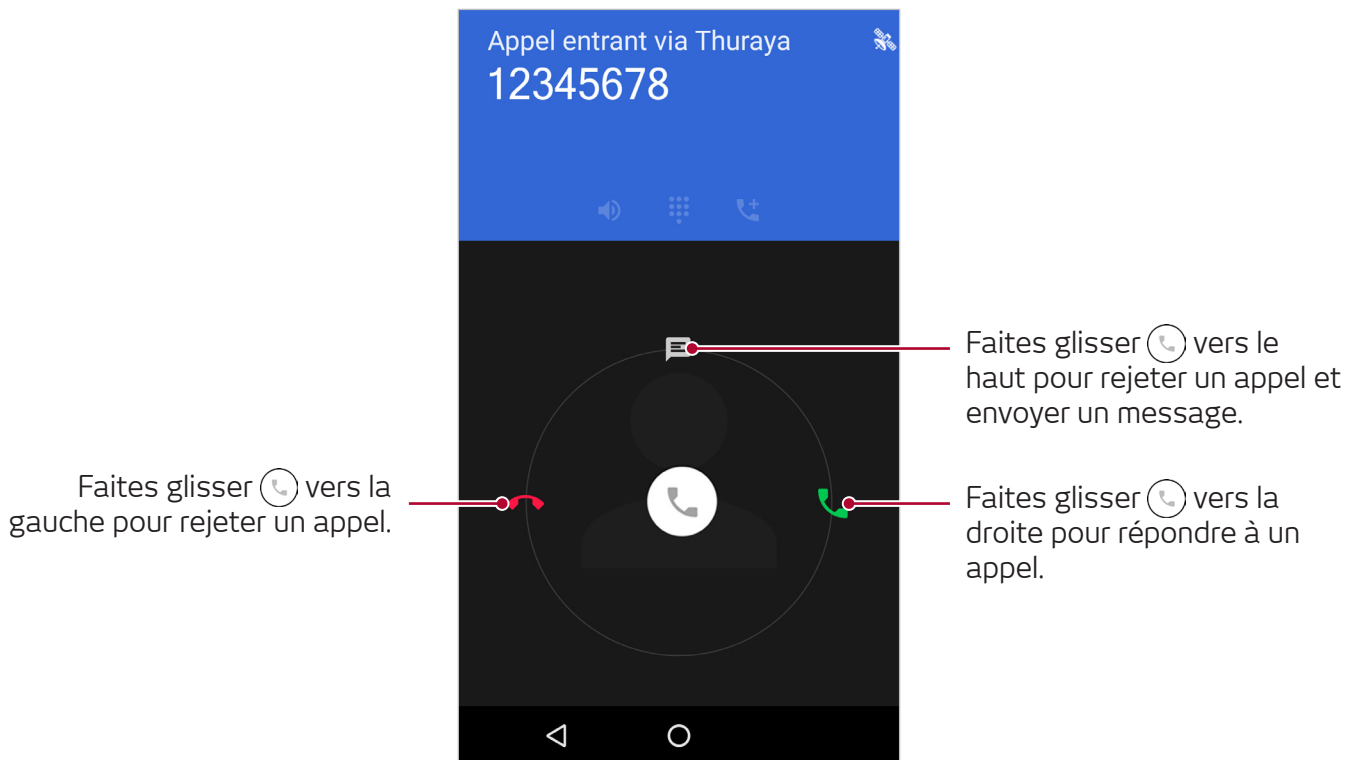 Appel entrant via Thuraya
12345678
Faites glisser vers le
haut pour rejeter un appel et
envoyer un message.
Faites glisser vers la
gauche pour rejeter un appel.
Faites glisser vers la
droite pour répondre à un
appel.